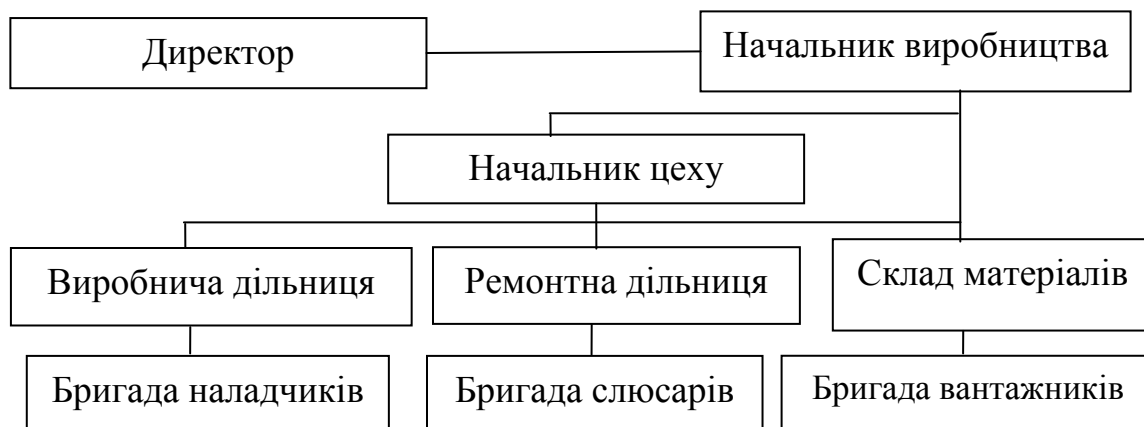 Директор
Начальник виробництва
Начальник цеху
Виробнича дільниця
Ремонтна дільниця
Склад матеріалів
Бригада наладчиків
Бригада слюсарів
Бригада вантажників